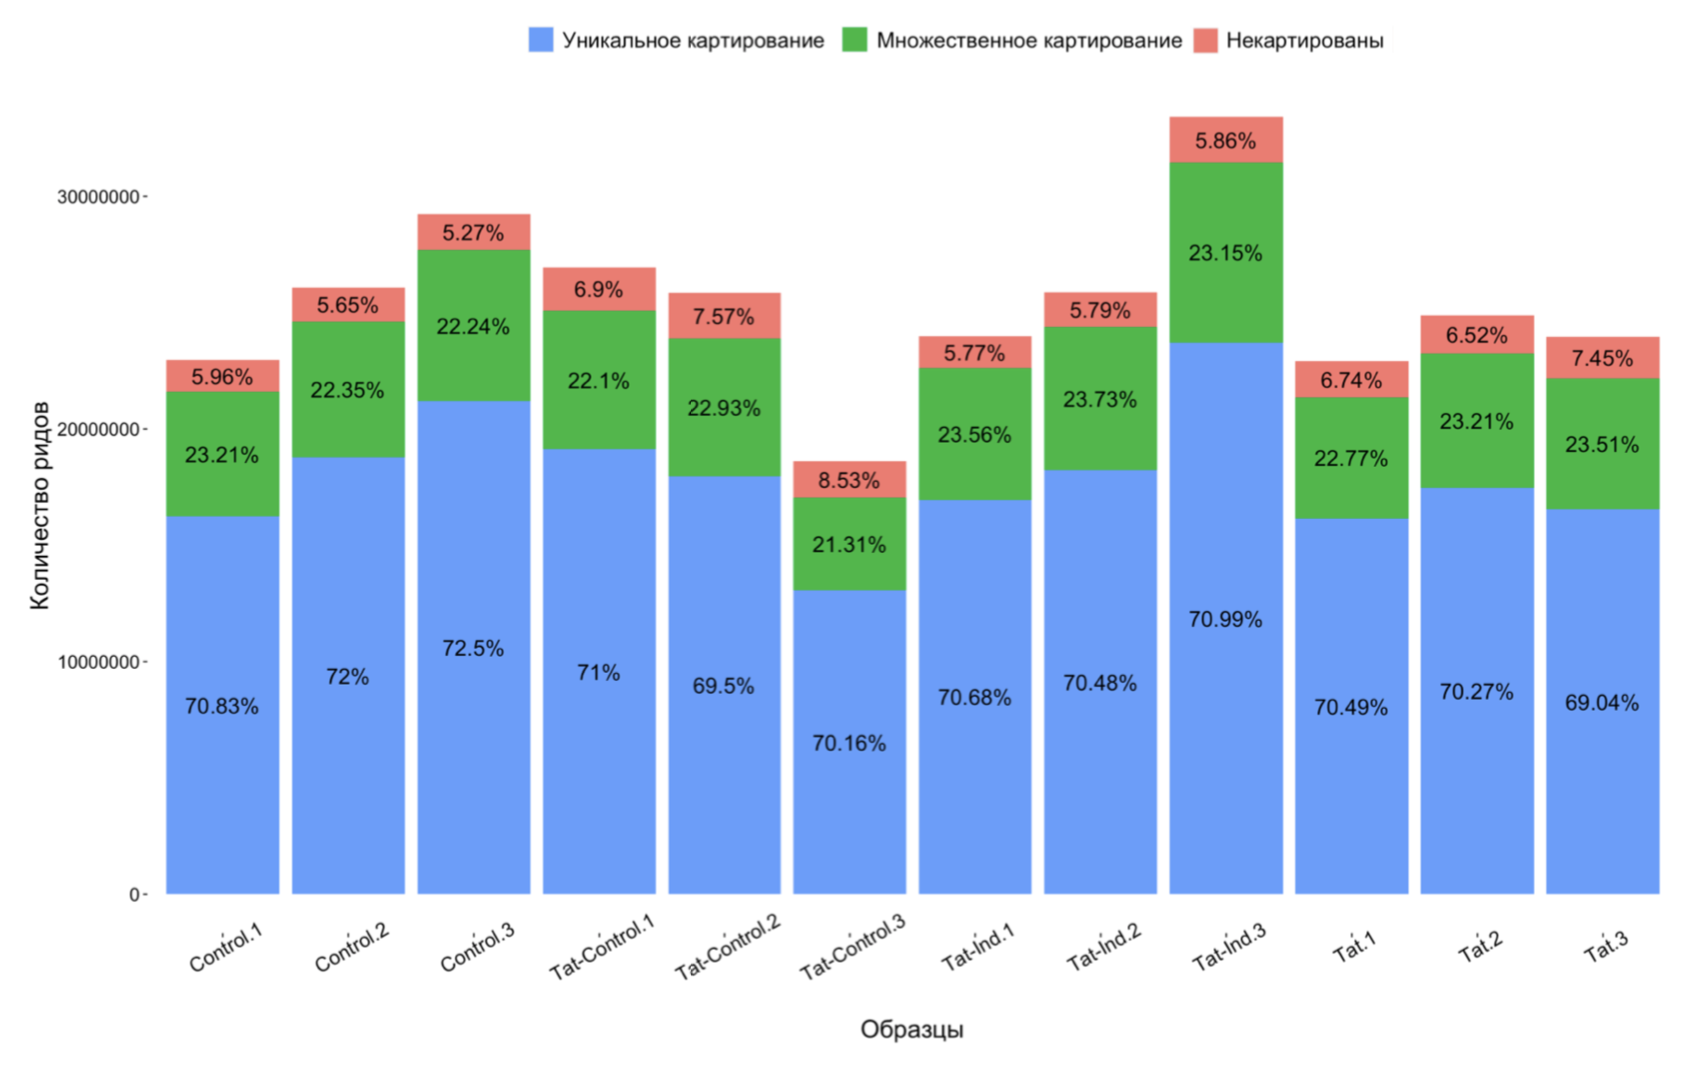 Уникальное картирование Множественное картирование Некартированы
Количество ридов
30000000
20000000
10000000
0
5.96%
23.21%
70.83%
5.65%
22.35%
72%
5.27%
22.24%
72.5%
6.9%
22.1%
71%
7.57%
22.93%
69.5%
8.53%
21.31%
70.16%
5.77%
23.56%
70.68%
5.79%
23.73%
70.48%
5.86%
23.15%
70.99%
6.74%
22.77%
70.49%
6.52%
23.21%
70.27%
7.45%
23.51%
69.04%
Control.1
Control.2
Control.3
Tat-Control.1
Tat-Control.2
Tat-Control.3
Tat-Ind.1
Tat-Ind.2
Tat-Ind.3
Tat.1
Tat.2
Tat.3
Образцы